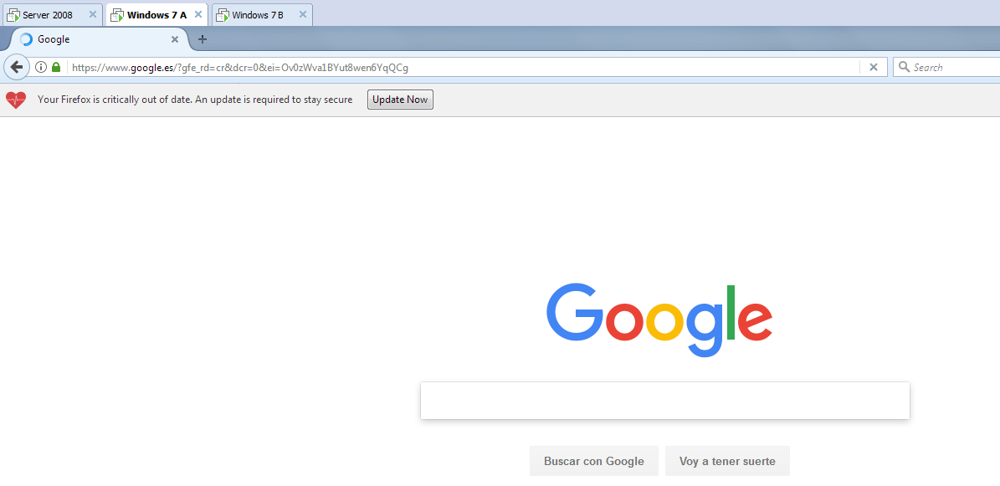 Server 2008 Windows 7 A Windows 7 B
Google
https://www.google.es/?gfe_rd=cr&dcr=0&ei=Ov0zWva1BYut8wen6YqQCg Search
Your Firefox is critically out of date. An update is required to stay secure Update Now
Google
Buscar con Google Voy a tener suerte